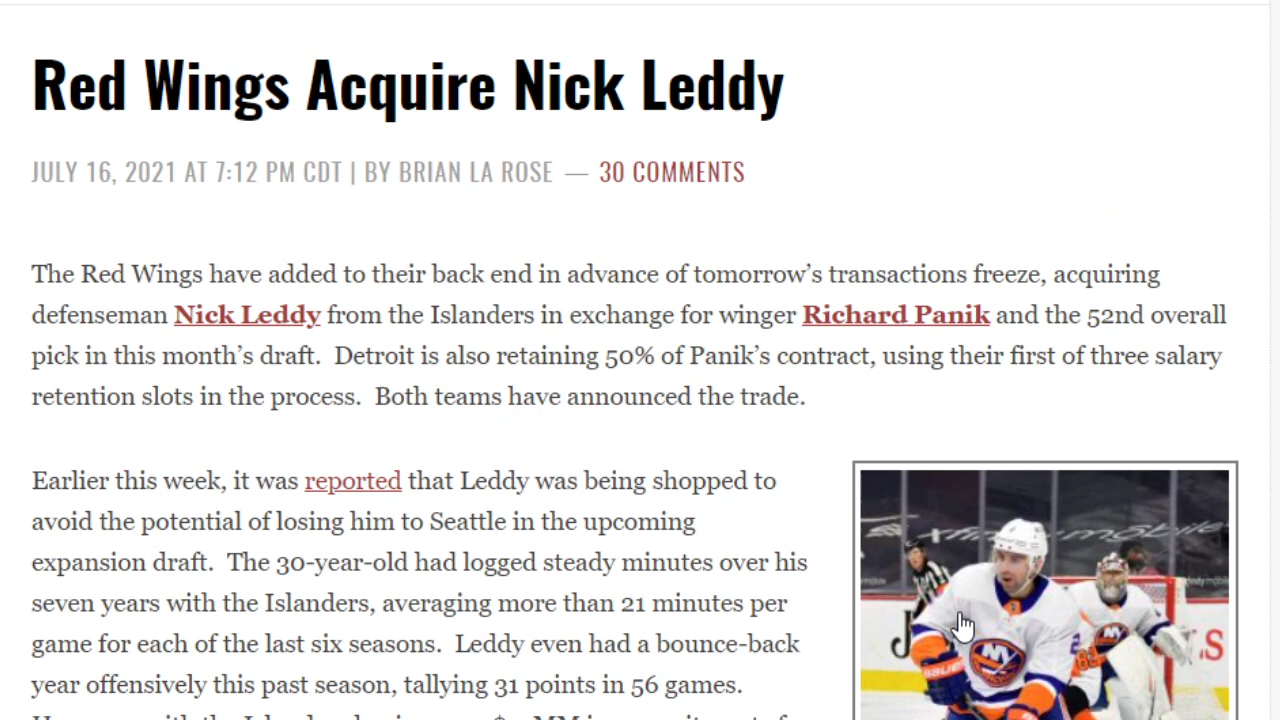 Red Wings Acquire Nick Leddy
JULY 16, 2021 AT 7:12 PM CDT | BY BRIAN LA ROSE — 30 COMMENTS
The Red Wings have added to their back end in advance of tomorrow’s transactions freeze, acquiring
defenseman Nick Leddy from the Islanders in exchange for winger Richard Panik and the 52nd overall
pick in this month’s draft.  Detroit is also retaining 50% of Panik’s contract, using their first of three salary
retention slots in the process.  Both teams have announced the trade.
Earlier this week, it was reported that Leddy was being shopped to
avoid the potential of losing him to Seattle in the upcoming
expansion draft.  The 30-year-old had logged steady minutes over his
seven years with the Islanders, averaging more than 21 minutes per
game for each of the last six seasons.  Leddy even had a bounce-back
year offensively this past season, tallying 31 points in 56 games.